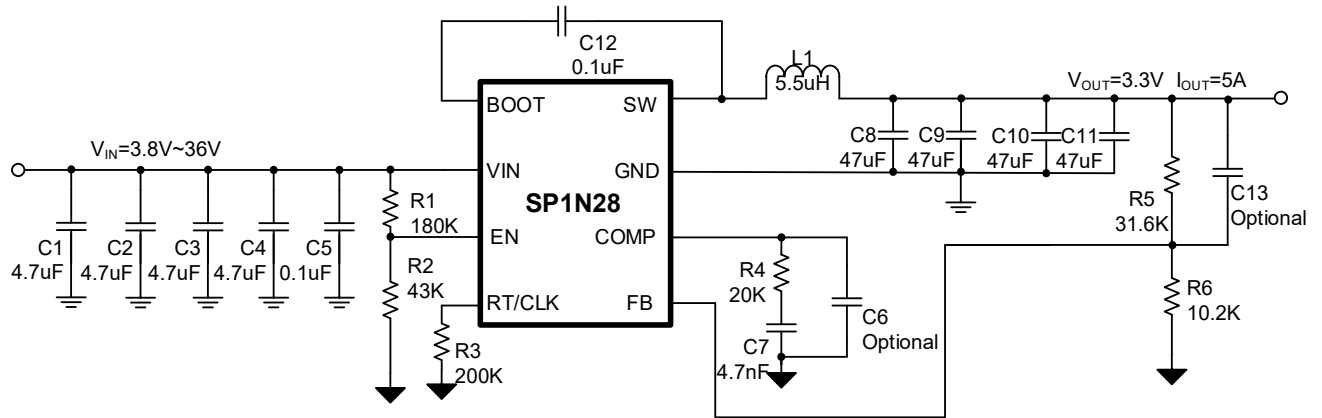 C12
0.1uF
L1
5.5uH
BOOT
SW
VOUT=3.3V IOUT=5A
VIN=3.8V~36V
VIN
GND
SP1N28
C8
47uF
C9
47uF
C10
47uF
C11
47uF
R1
180K
EN
COMP
R5
31.6K
C13
Optional
C1
4.7uF
C2
4.7uF
C3
4.7uF
C4
4.7uF
C5
0.1uF
R2
43K
RT/CLK
FB
R4
20K
C6
Optional
R6
10.2K
R3
200K
C7
4.7nF